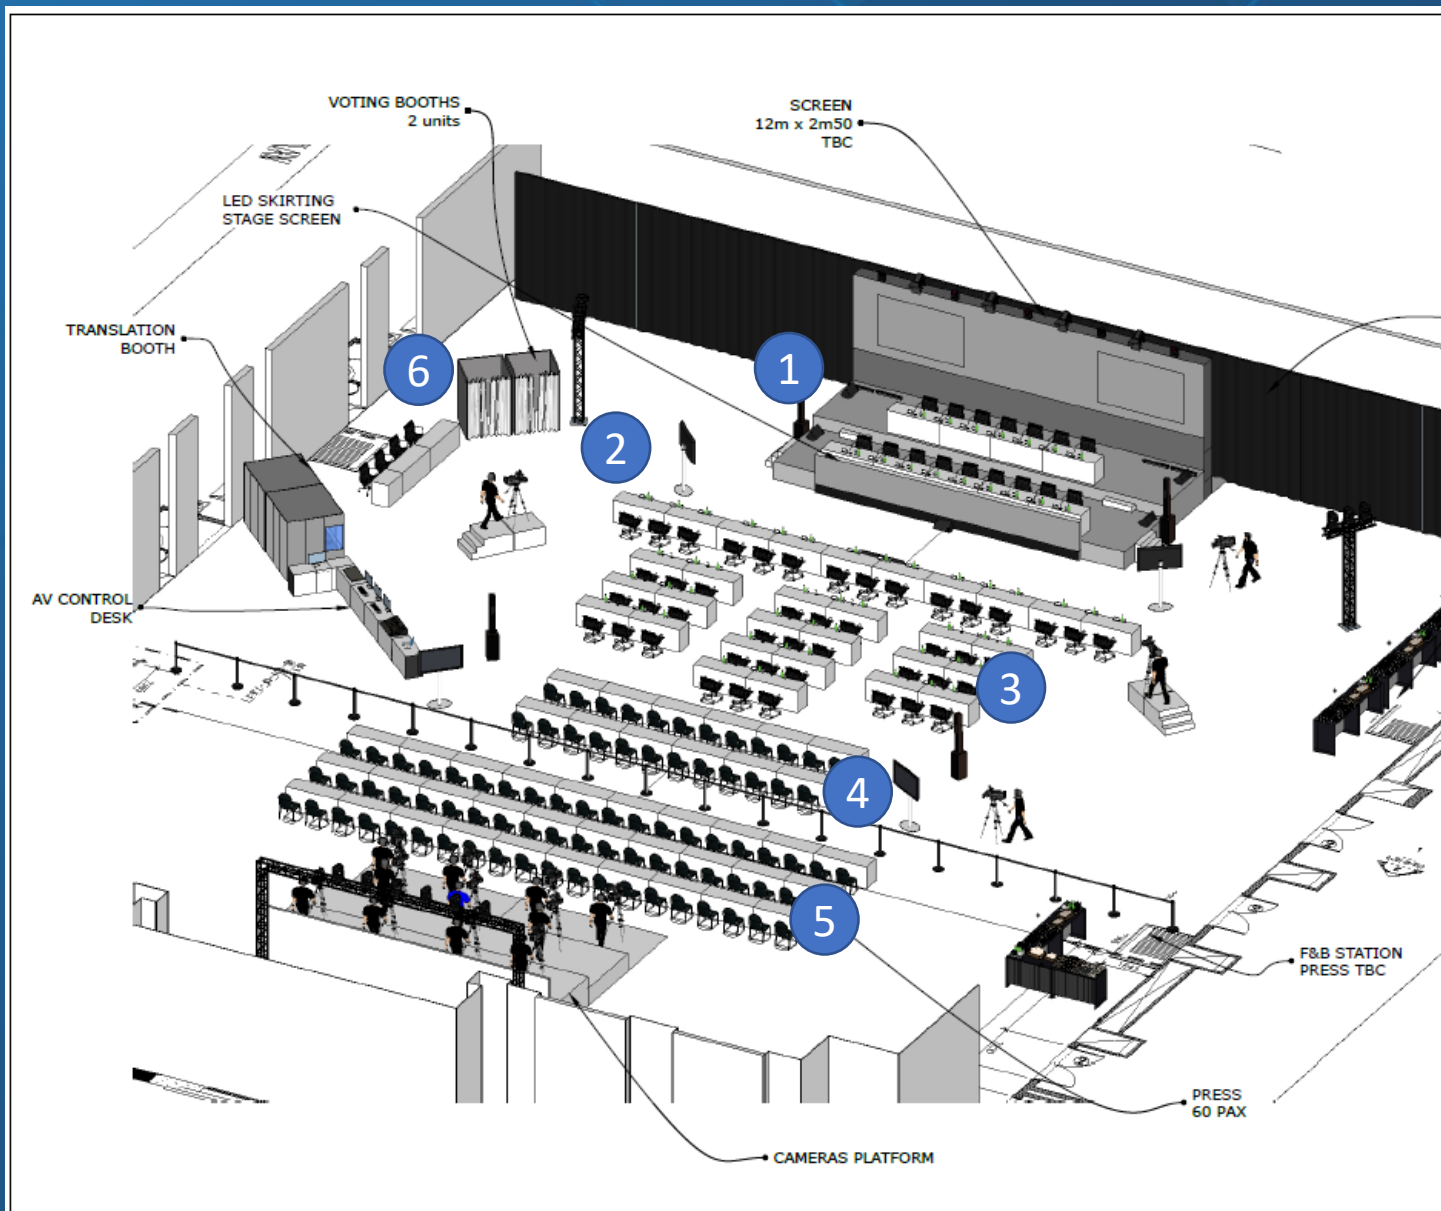 VOTING BOOTHS
2 units
SCREEN
12m x 2m50
TBC
LED SKIRTING
STAGE SCREEN
TRANSLATION
BOOTH
6
1
2
AV CONTROL
DESK
3
4
5
F&B STATION
PRESS TBC
PRESS
60 PAX
CAMERAS PLATFORM